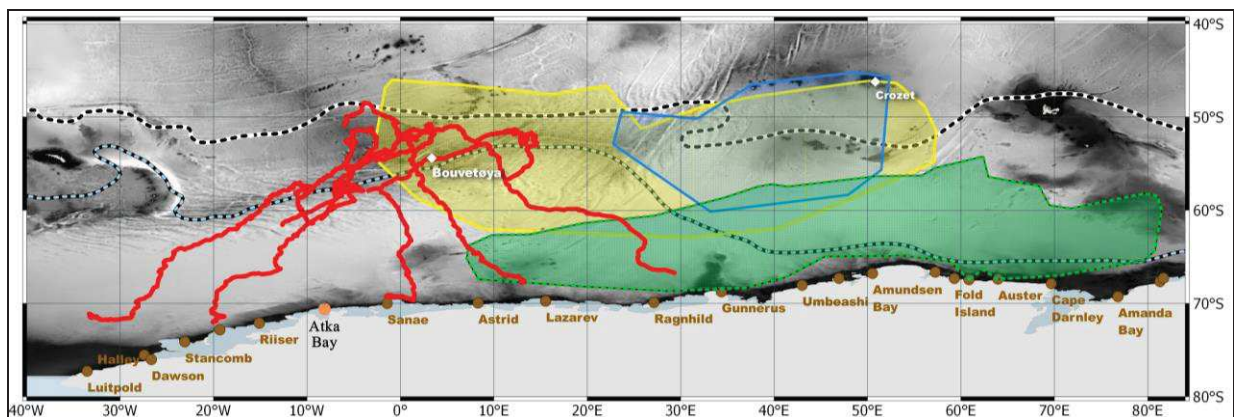 40°S
50°S
Crozet
Bouvetøya
60°S
70°S
Atka
Bay
Sanae
Astrid
Lazarev
Ragnhild
Gunnerus
Umbeashi
Amundsen
Bay
Fold
Island
Auster
Cape
Darnley
Amanda
Bay
Halley
Luitpold
Dawson
Stancomb
Riiser
80°S
40°W
30°W
20°W
10°W
0°
10°E
20°E
30°E
40°E
50°E
60°E
70°E
80°S